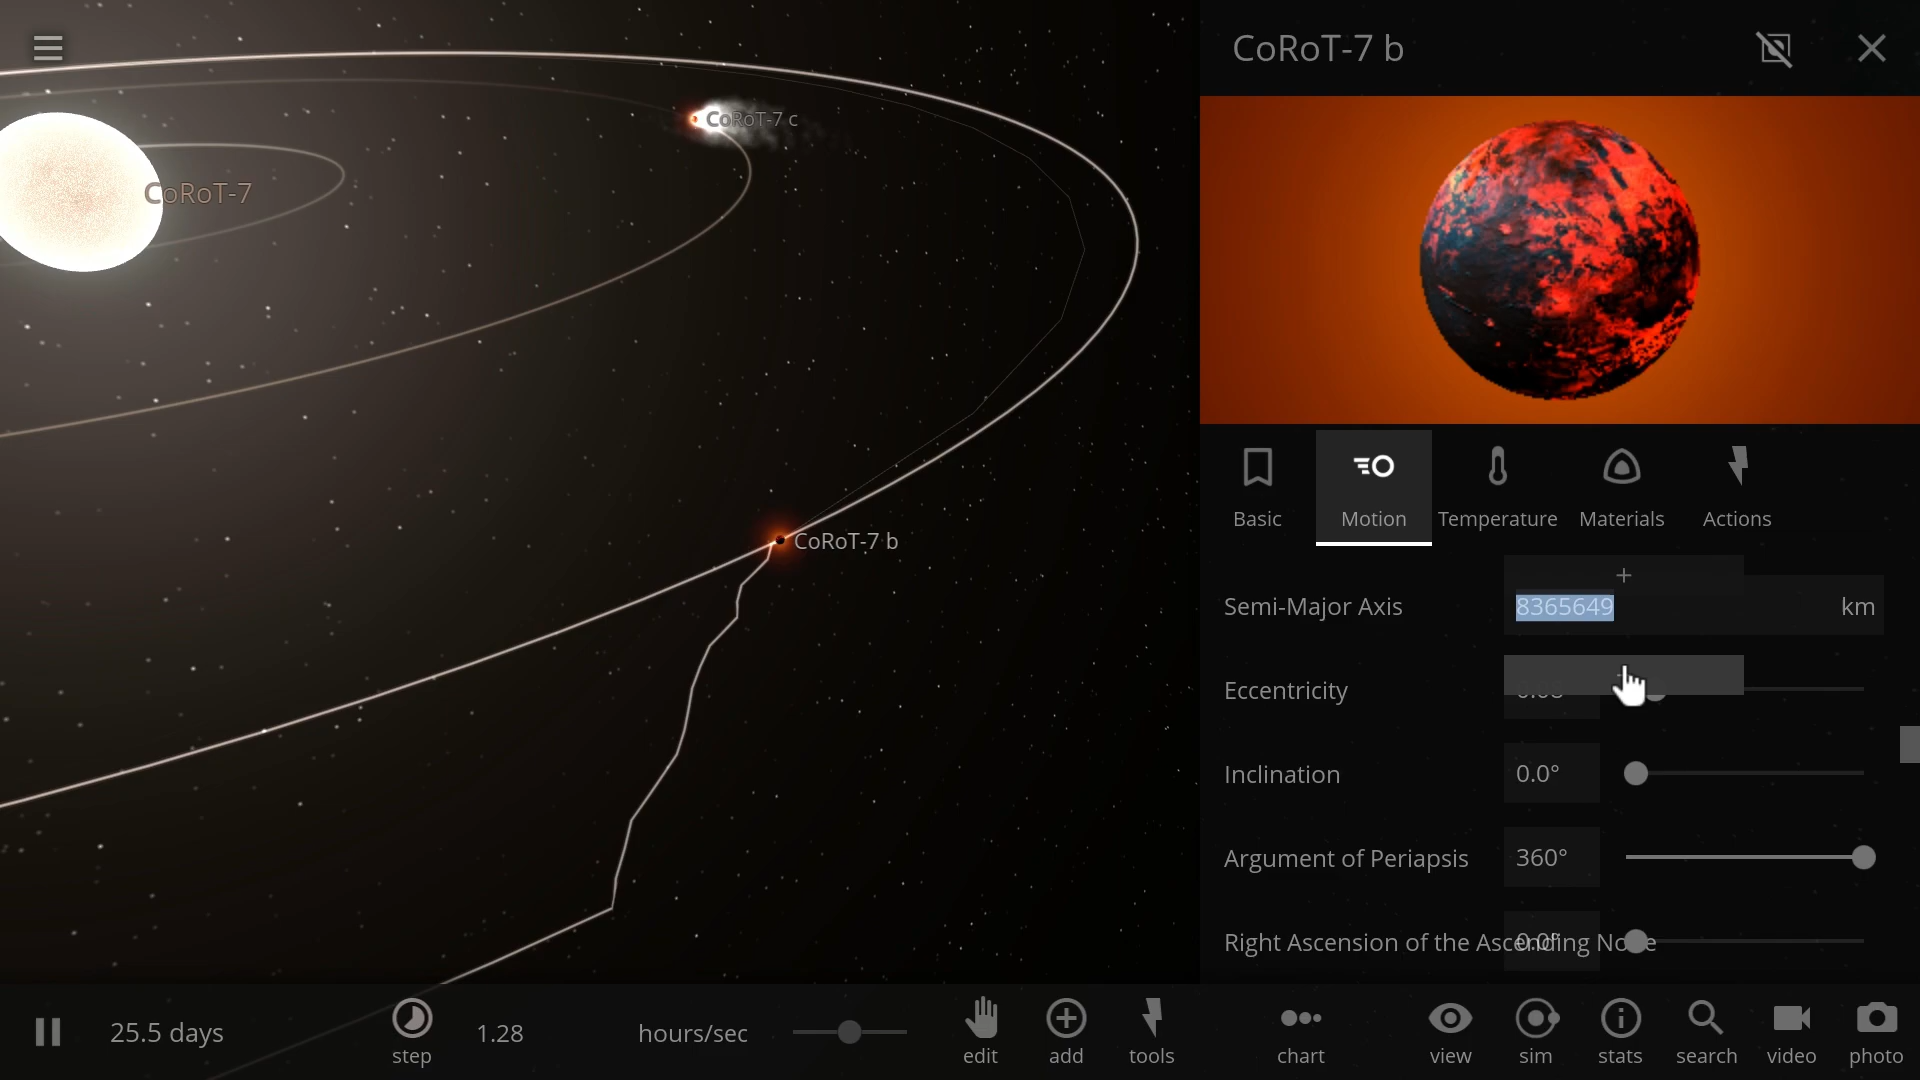 CoRoT-7 b
CoRoT-7 c
CoRoT-7
CoRoT-7 b
Basic
Motion
Temperature
Materials
Actions
Semi-Major Axis
8365649
km
Eccentricity
Inclination
0.0°
Argument of Periapsis
360°
Right Ascension of the Ascending Node
0.0°
25.5 days
step
1.28
hours/sec
edit
add
tools
chart
view
sim
stats
search
video
photo